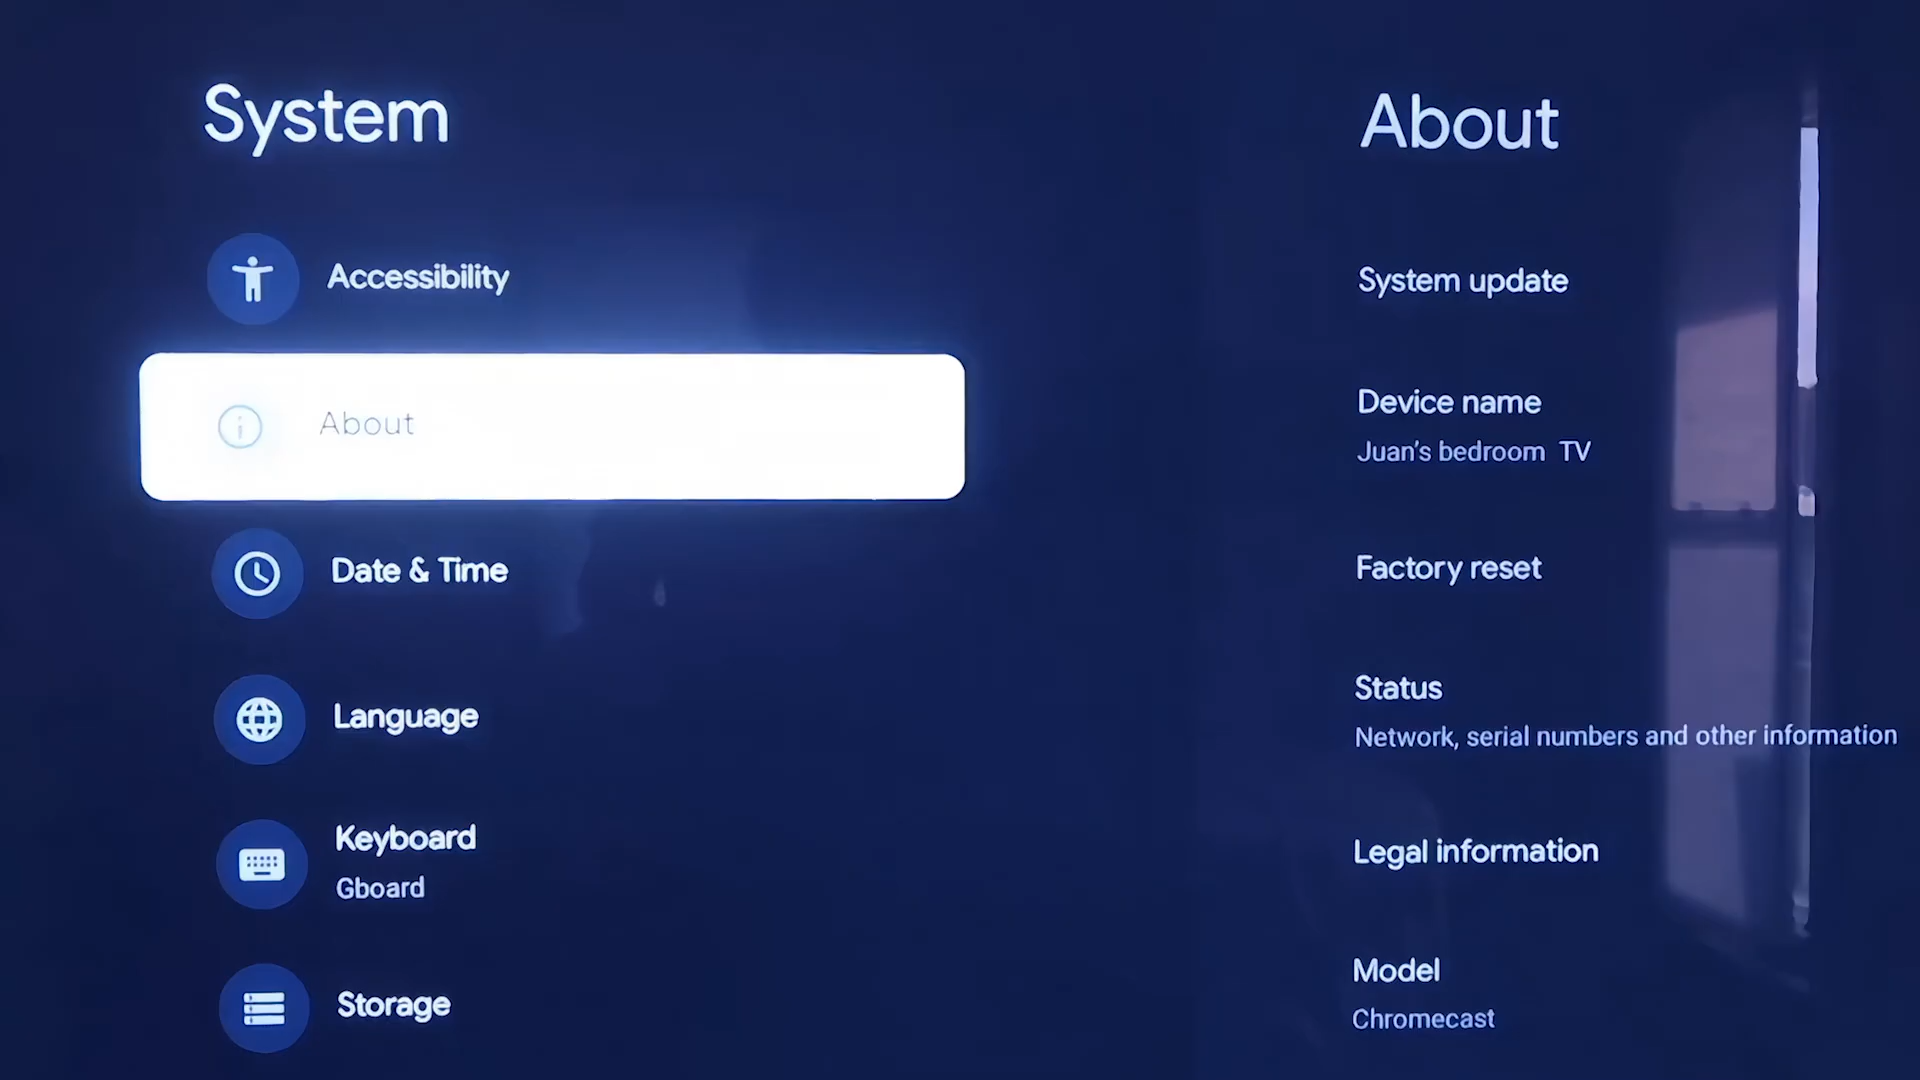 System
Accessibility
About
Date & Time
Language
Keyboard
Gboard
Storage
About
System update
Device name
Juan's bedroom TV
Factory reset
Status
Network, serial numbers and other information
Legal information
Model
Chromecast